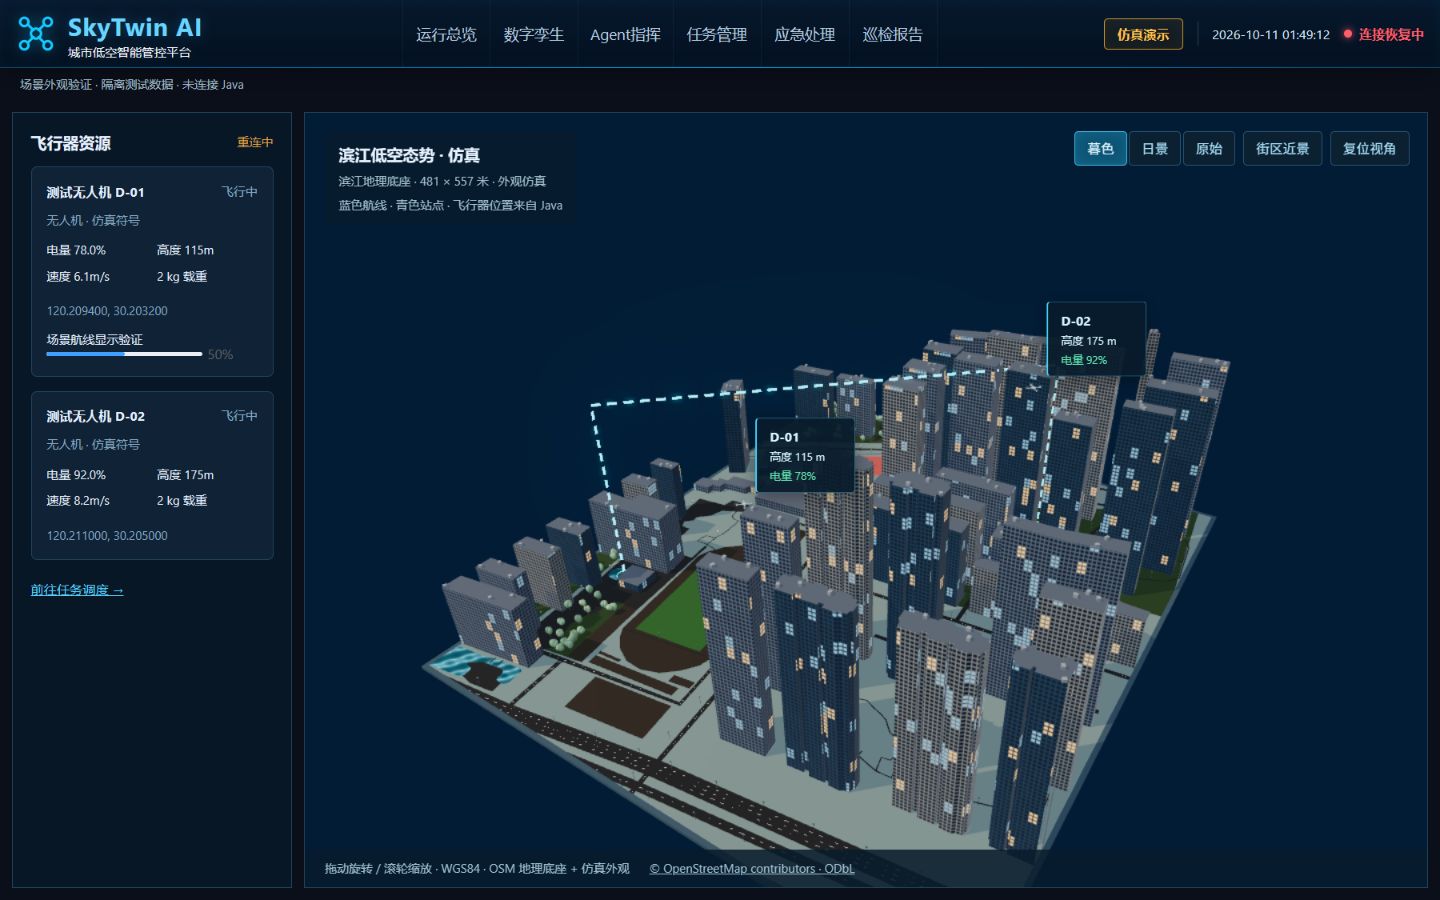 SkyTwin AI
城市低空智能管控平台
运行总览
数字孪生
Agent指挥
任务管理
应急处理
巡检报告
仿真演示
2026-10-11 01:49:12
连接恢复中
场景外观验证 · 隔离测试数据 · 未连接 Java
飞行器资源
重连中
测试无人机 D-01
飞行中
无人机 · 仿真符号
电量 78.0%
高度 115m
速度 6.1m/s
2 kg 载重
120.209400, 30.203200
场景航线显示验证
50%
测试无人机 D-02
飞行中
无人机 · 仿真符号
电量 92.0%
高度 175m
速度 8.2m/s
2 kg 载重
120.211000, 30.205000
前往任务调度 →
滨江低空态势 · 仿真
滨江地理底座 · 481 × 557 米 · 外观仿真
蓝色航线 · 青色站点 · 飞行器位置来自 Java
暮色
日景
原始
街区近景
复位视角
D-02
高度 175 m
电量 92%
D-01
高度 115 m
电量 78%
拖动旋转 / 滚轮缩放 · WGS84 · OSM 地理底座 + 仿真外观
© OpenStreetMap contributors · ODbL